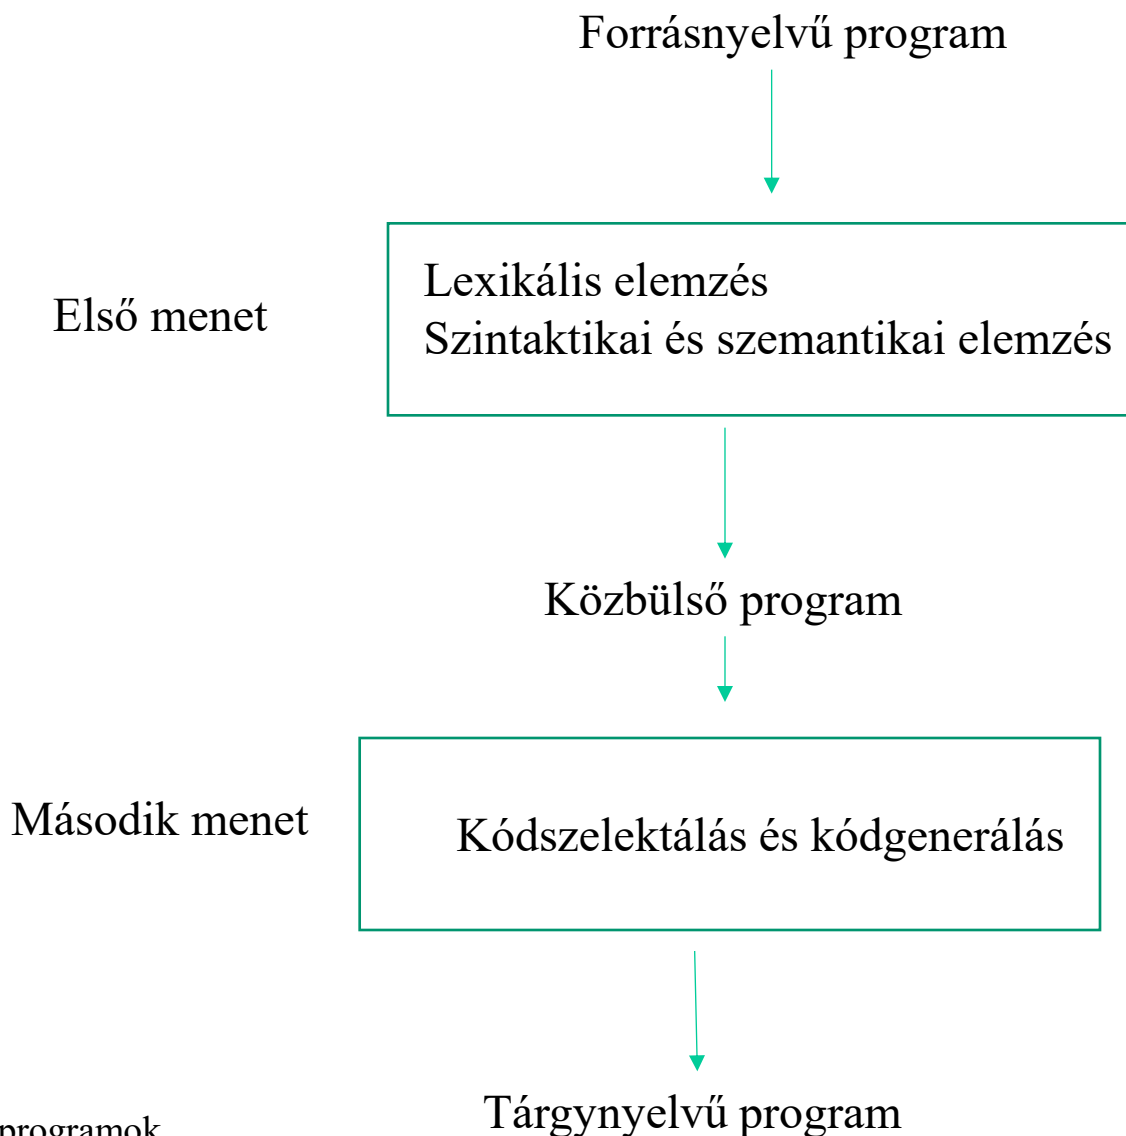 Forrásnyelvű program
Első menet
Lexikális elemzés
Szintaktikai és szemantikai elemzés
Közbülső program
Második menet
Kódszelektálás és kódgenerálás
Tárgynyelvű program
programok